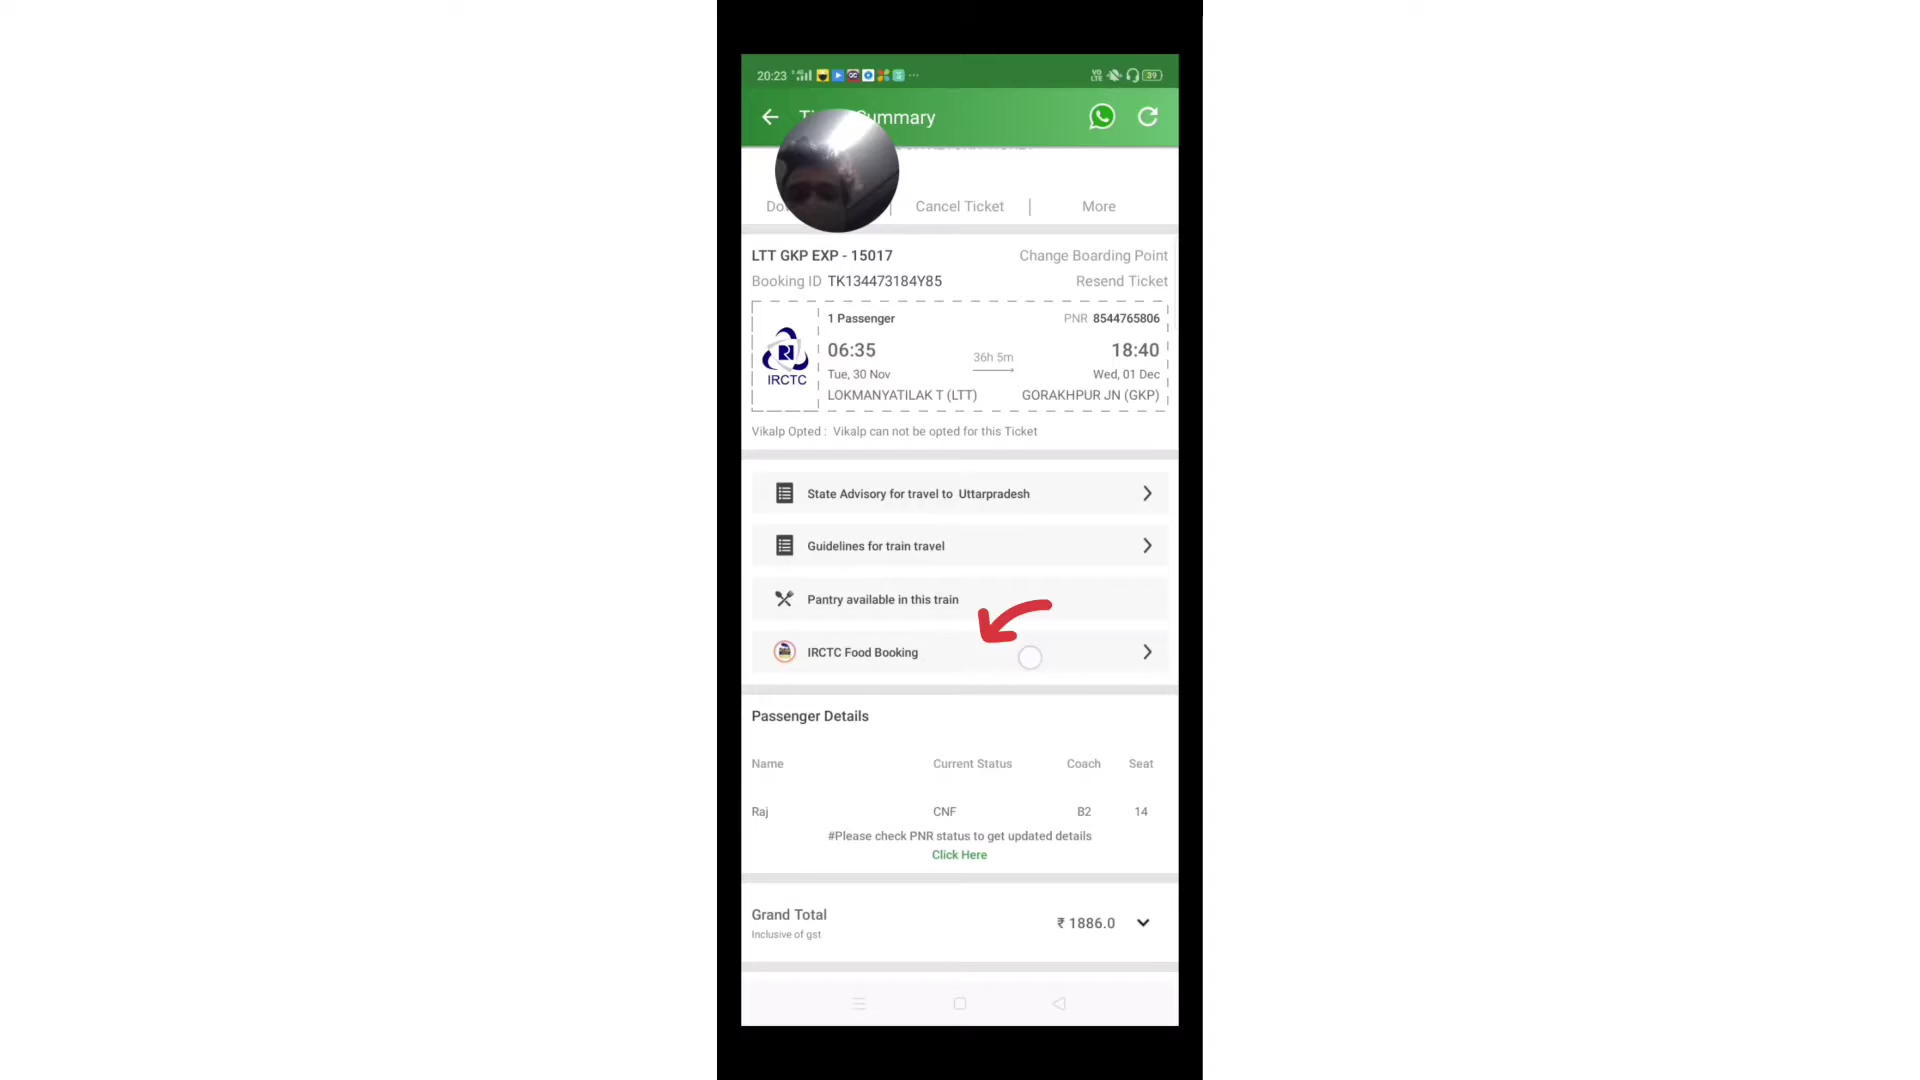 20:23
39
Summary
Cancel Ticket | More
LTT GKP EXP - 15017 Change Boarding Point
Booking ID TK134473184Y85 Resend Ticket
1 Passenger PNR 8544765806
06:35 36h 5m 18:40
Tue, 30 Nov Wed, 01 Dec
LOKMANYATILAK T (LTT) GORAKHPUR JN (GKP)
IRCTC
Vikalp Opted : Vikalp can not be opted for this Ticket
State Advisory for travel to Uttarpradesh
Guidelines for train travel
Pantry available in this train
IRCTC Food Booking
Passenger Details
Name Current Status Coach Seat
Raj CNF B2 14
#Please check PNR status to get updated details
Click Here
Grand Total ₹ 1886.0
Inclusive of gst